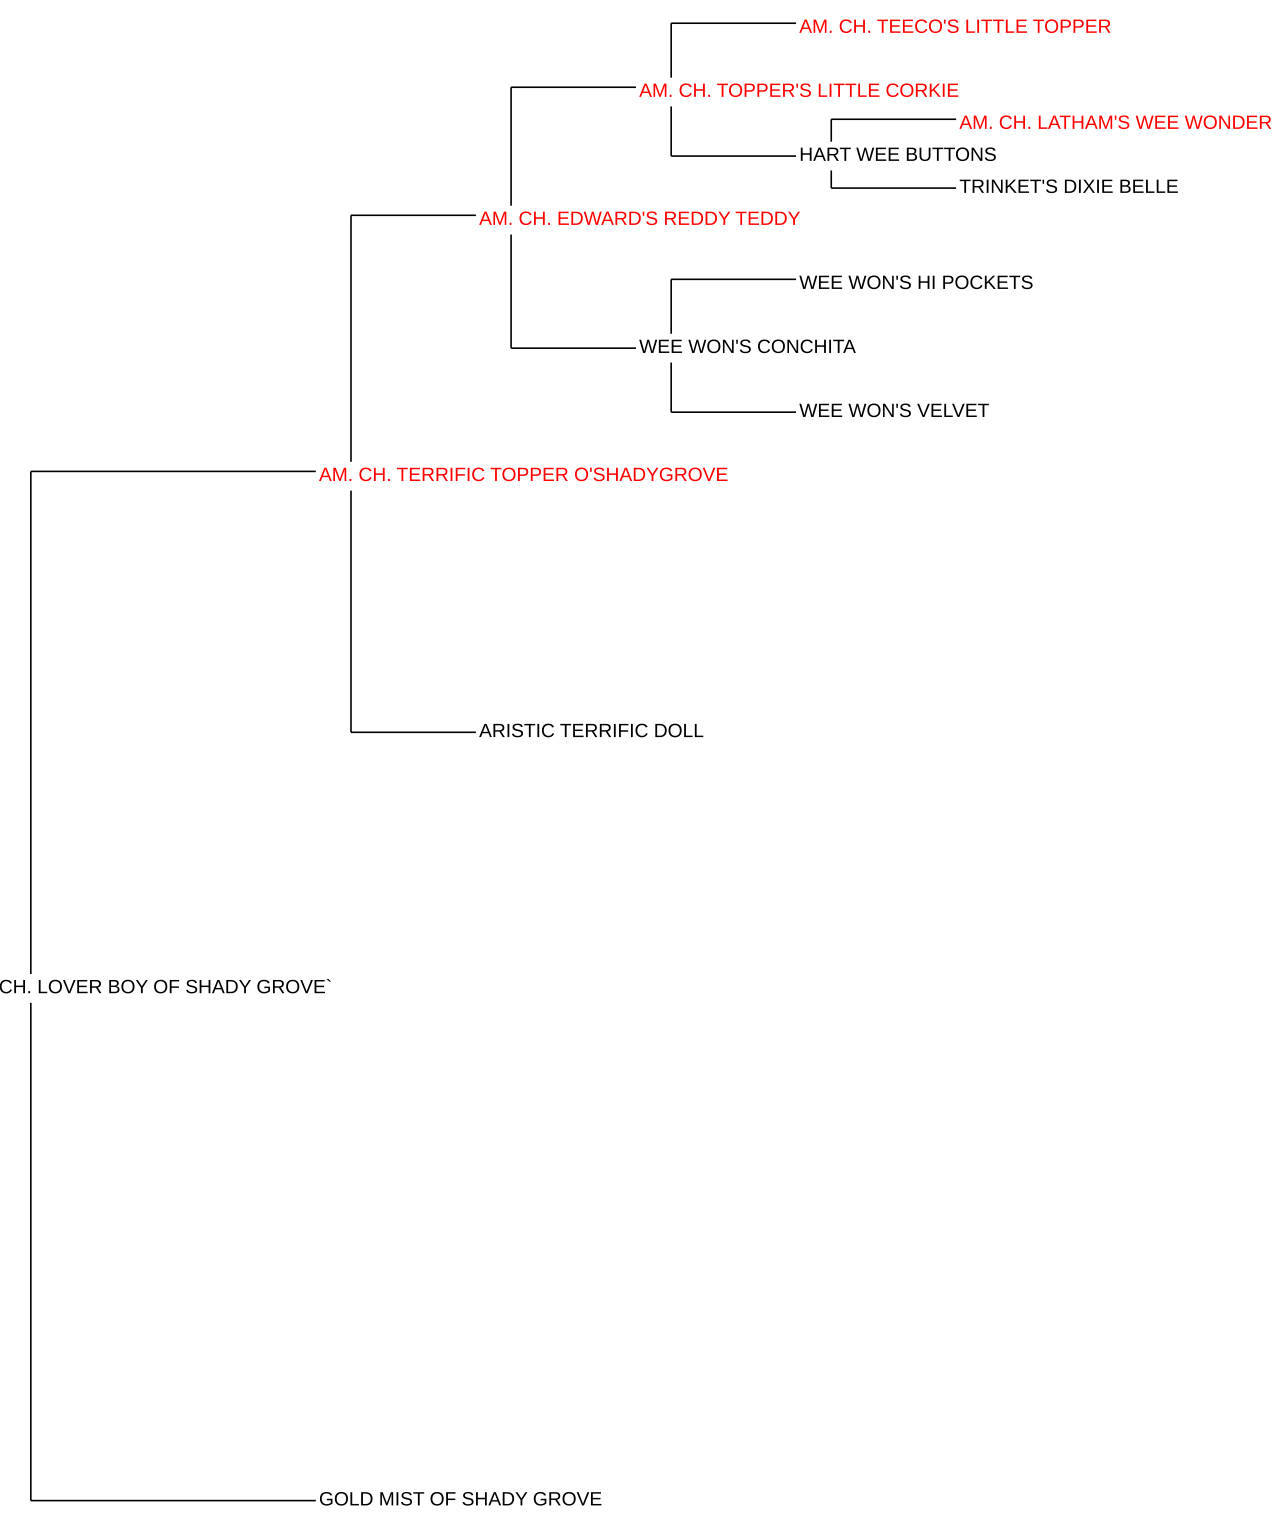 AM. CH. TEECO'S LITTLE TOPPER
AM. CH. TOPPER'S LITTLE CORKIE
AM. CH. LATHAM'S WEE WONDER
HART WEE BUTTONS
TRINKET'S DIXIE BELLE
AM. CH. EDWARD'S REDDY TEDDY
WEE WON'S HI POCKETS
WEE WON'S CONCHITA
WEE WON'S VELVET
AM. CH. TERRIFIC TOPPER O'SHADYGROVE
ARISTIC TERRIFIC DOLL
CH. LOVER BOY OF SHADY GROVE`
GOLD MIST OF SHADY GROVE